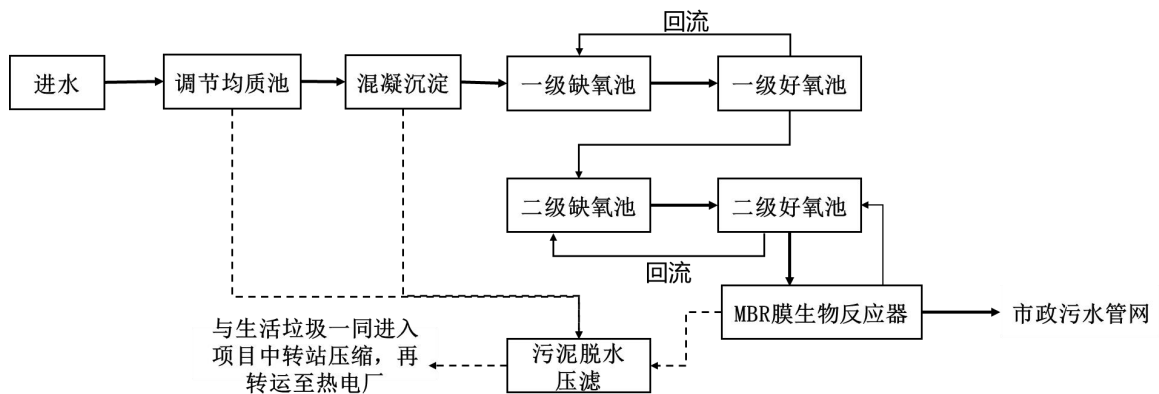 回流
进水
调节均质池
混凝沉淀
一级缺氧池
一级好氧池
二级缺氧池
二级好氧池
回流
MBR膜生物反应器
市政污水管网
与生活垃圾一同进入
项目中转站压缩，再
转运至热电厂
污泥脱水
压滤